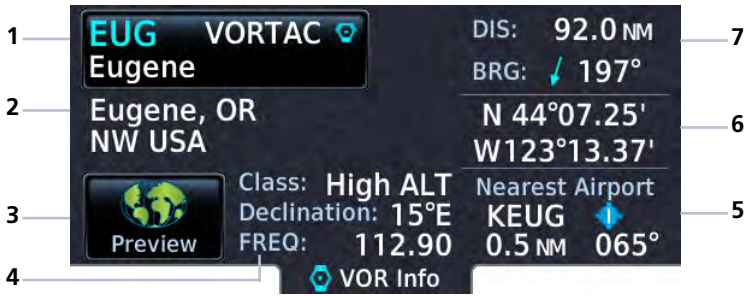 1
EUG VORTAC
Eugene
2
Eugene, OR
NW USA
3
Preview
Class: High ALT
Declination: 15°E
FREQ: 112.90
4
VOR Info
DIS: 92.0 NM
7
BRG: 197°
N 44°07.25'
6
W123°13.37'
Nearest Airport
KEUG
5
0.5 NM 065°